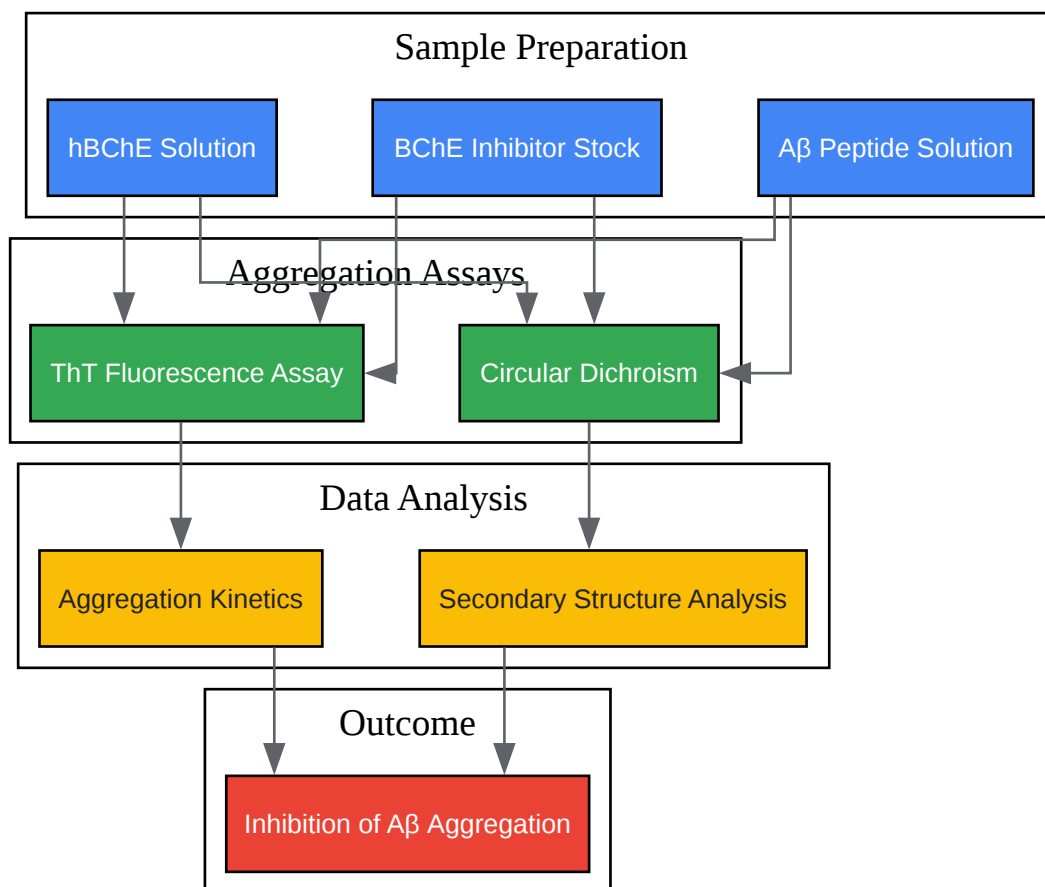 Sample Preparation
hBChE Solution
BChE Inhibitor Stock
Aβ Peptide Solution
Aggregation Assays
ThT Fluorescence Assay
Circular Dichroism
Data Analysis
Aggregation Kinetics
Secondary Structure Analysis
Outcome
Inhibition of Aβ Aggregation